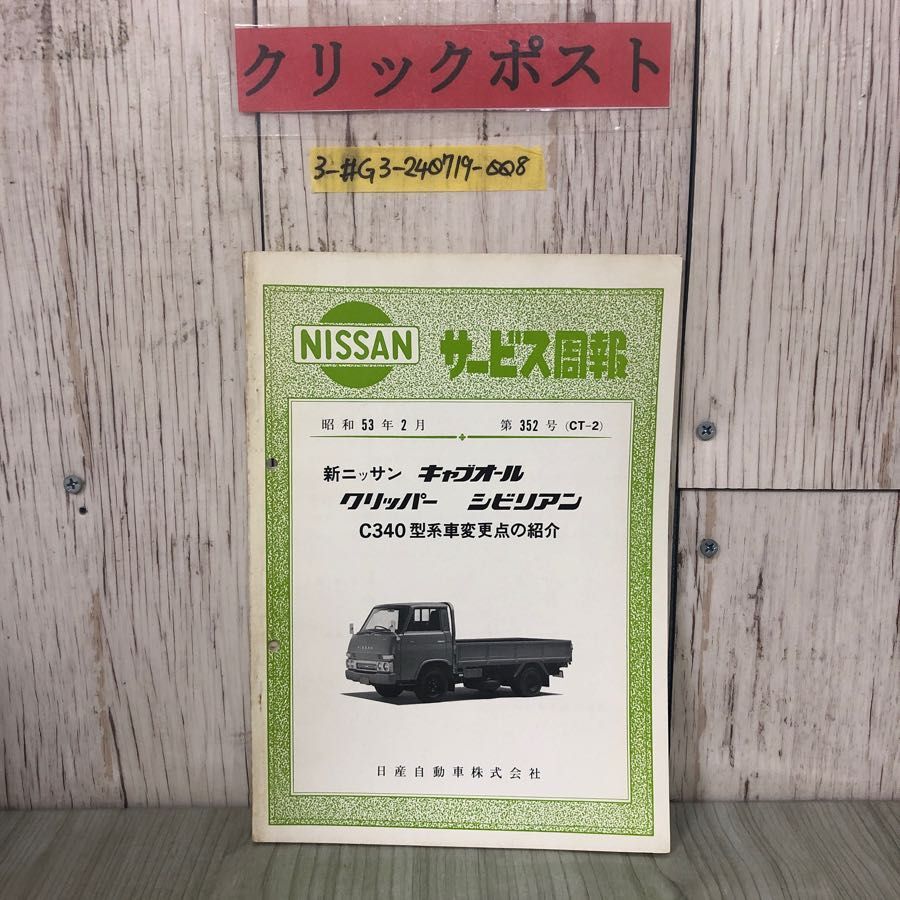 クリックポスト
3-#G3-240719-008
NISSAN サービス周報
昭和53年2月 第352号 (CT-2)
新ニッサン キャブオール
クリッパー シビリアン
C340型系車変更点の紹介
NISSAN
日産自動車株式会社